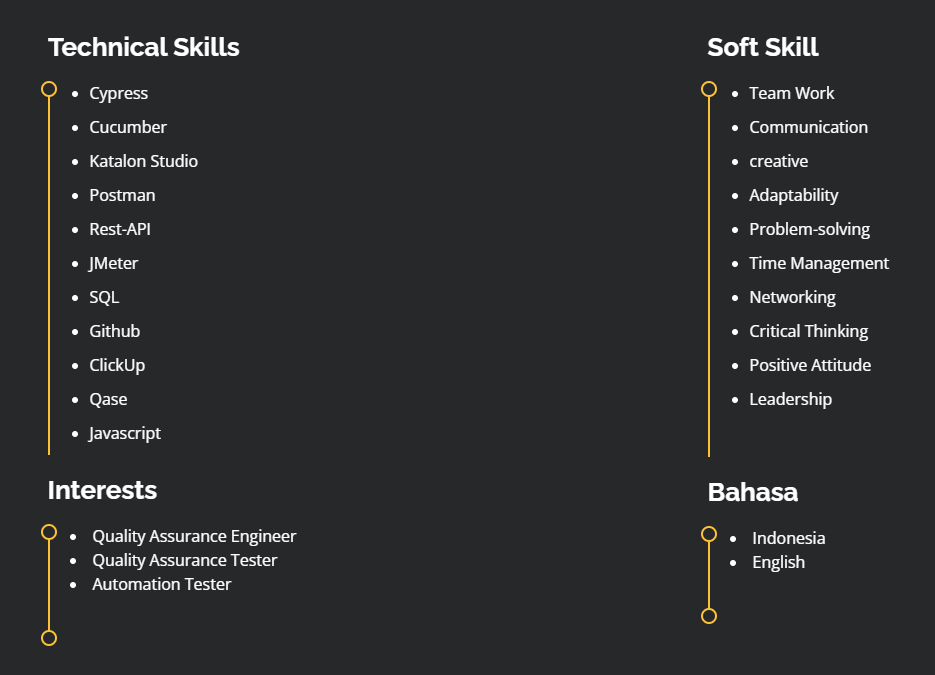 Technical Skills
Cypress
Cucumber
Katalon Studio
Postman
Rest-API
JMeter
SQL
Github
ClickUp
Qase
Javascript
Interests
Quality Assurance Engineer
Quality Assurance Tester
Automation Tester
Soft Skill
Team Work
Communication
creative
Adaptability
Problem-solving
Time Management
Networking
Critical Thinking
Positive Attitude
Leadership
Bahasa
Indonesia
English